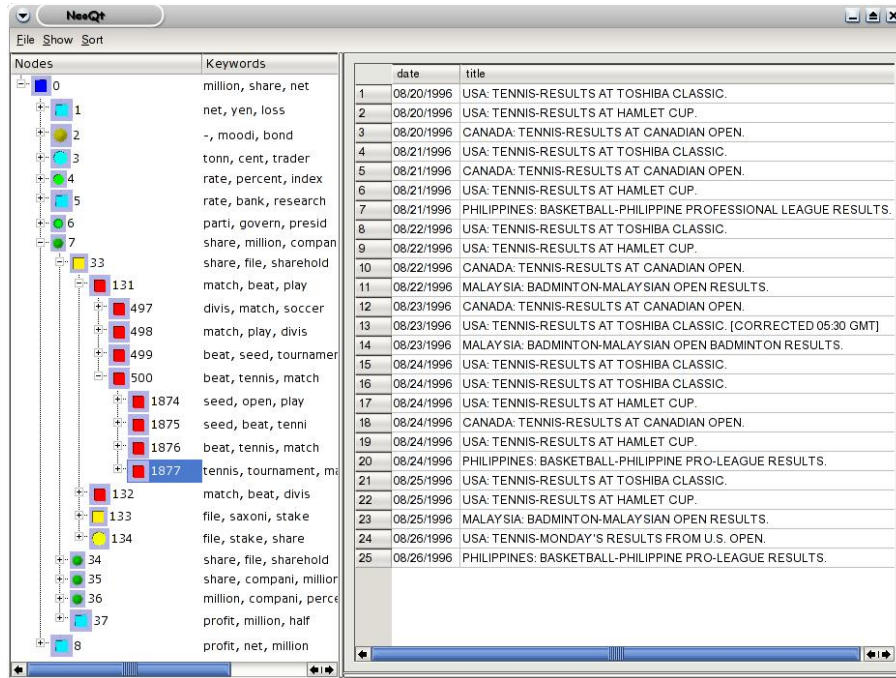 NeoQt
File Show Sort
Nodes Keywords
0 million, share, net
1 net, yen, loss
2 -, moodi, bond
3 tonn, cent, trader
4 rate, percent, index
5 rate, bank, research
6 parti, govern, presid
7 share, million, compan
33 share, file, sharehold
131 match, beat, play
497 divis, match, soccer
498 match, play, divis
499 beat, seed, tournamer
500 beat, tennis, match
1874 seed, open, play
1875 seed, beat, tenni
1876 beat, tennis, match
1877 tennis, tournament, ma
132 match, beat, divis
133 file, saxoni, stake
134 file, stake, share
34 share, file, sharehold
35 share, compani, million
36 million, compani, perce
37 profit, million, half
8 profit, net, million
date title
1 08/20/1996 USA: TENNIS-RESULTS AT TOSHIBA CLASSIC.
2 08/20/1996 USA: TENNIS-RESULTS AT HAMLET CUP.
3 08/20/1996 CANADA: TENNIS-RESULTS AT CANADIAN OPEN.
4 08/21/1996 USA: TENNIS-RESULTS AT TOSHIBA CLASSIC.
5 08/21/1996 CANADA: TENNIS-RESULTS AT CANADIAN OPEN.
6 08/21/1996 USA: TENNIS-RESULTS AT HAMLET CUP.
7 08/21/1996 PHILIPPINES: BASKETBALL-PHILIPPINE PROFESSIONAL LEAGUE RESULTS.
8 08/22/1996 USA: TENNIS-RESULTS AT TOSHIBA CLASSIC.
9 08/22/1996 USA: TENNIS-RESULTS AT HAMLET CUP.
10 08/22/1996 CANADA: TENNIS-RESULTS AT CANADIAN OPEN.
11 08/22/1996 MALAYSIA: BADMINTON-MALAYSIAN OPEN RESULTS.
12 08/23/1996 CANADA: TENNIS-RESULTS AT CANADIAN OPEN.
13 08/23/1996 USA: TENNIS-RESULTS AT TOSHIBA CLASSIC. [CORRECTED 05:30 GMT]
14 08/23/1996 MALAYSIA: BADMINTON-MALAYSIAN OPEN BADMINTON RESULTS.
15 08/24/1996 USA: TENNIS-RESULTS AT TOSHIBA CLASSIC.
16 08/24/1996 USA: TENNIS-RESULTS AT TOSHIBA CLASSIC.
17 08/24/1996 USA: TENNIS-RESULTS AT HAMLET CUP.
18 08/24/1996 CANADA: TENNIS-RESULTS AT CANADIAN OPEN.
19 08/24/1996 USA: TENNIS-RESULTS AT HAMLET CUP.
20 08/24/1996 PHILIPPINES: BASKETBALL-PHILIPPINE PRO-LEAGUE RESULTS.
21 08/25/1996 USA: TENNIS-RESULTS AT TOSHIBA CLASSIC.
22 08/25/1996 USA: TENNIS-RESULTS AT HAMLET CUP.
23 08/25/1996 MALAYSIA: BADMINTON-MALAYSIAN OPEN RESULTS.
24 08/26/1996 USA: TENNIS-MONDAY'S RESULTS FROM U.S. OPEN.
25 08/26/1996 PHILIPPINES: BASKETBALL-PHILIPPINE PRO-LEAGUE RESULTS.